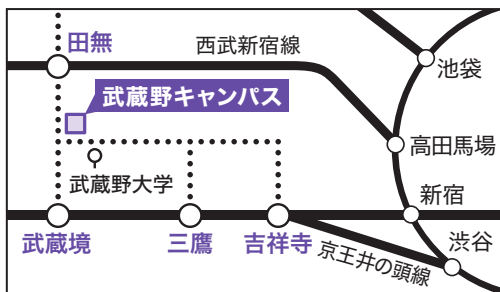 田無
西武新宿線
池袋
武蔵野キャンパス
高田馬場
武蔵野大学
新宿
武蔵境
三鷹
吉祥寺
京王井の頭線
渋谷